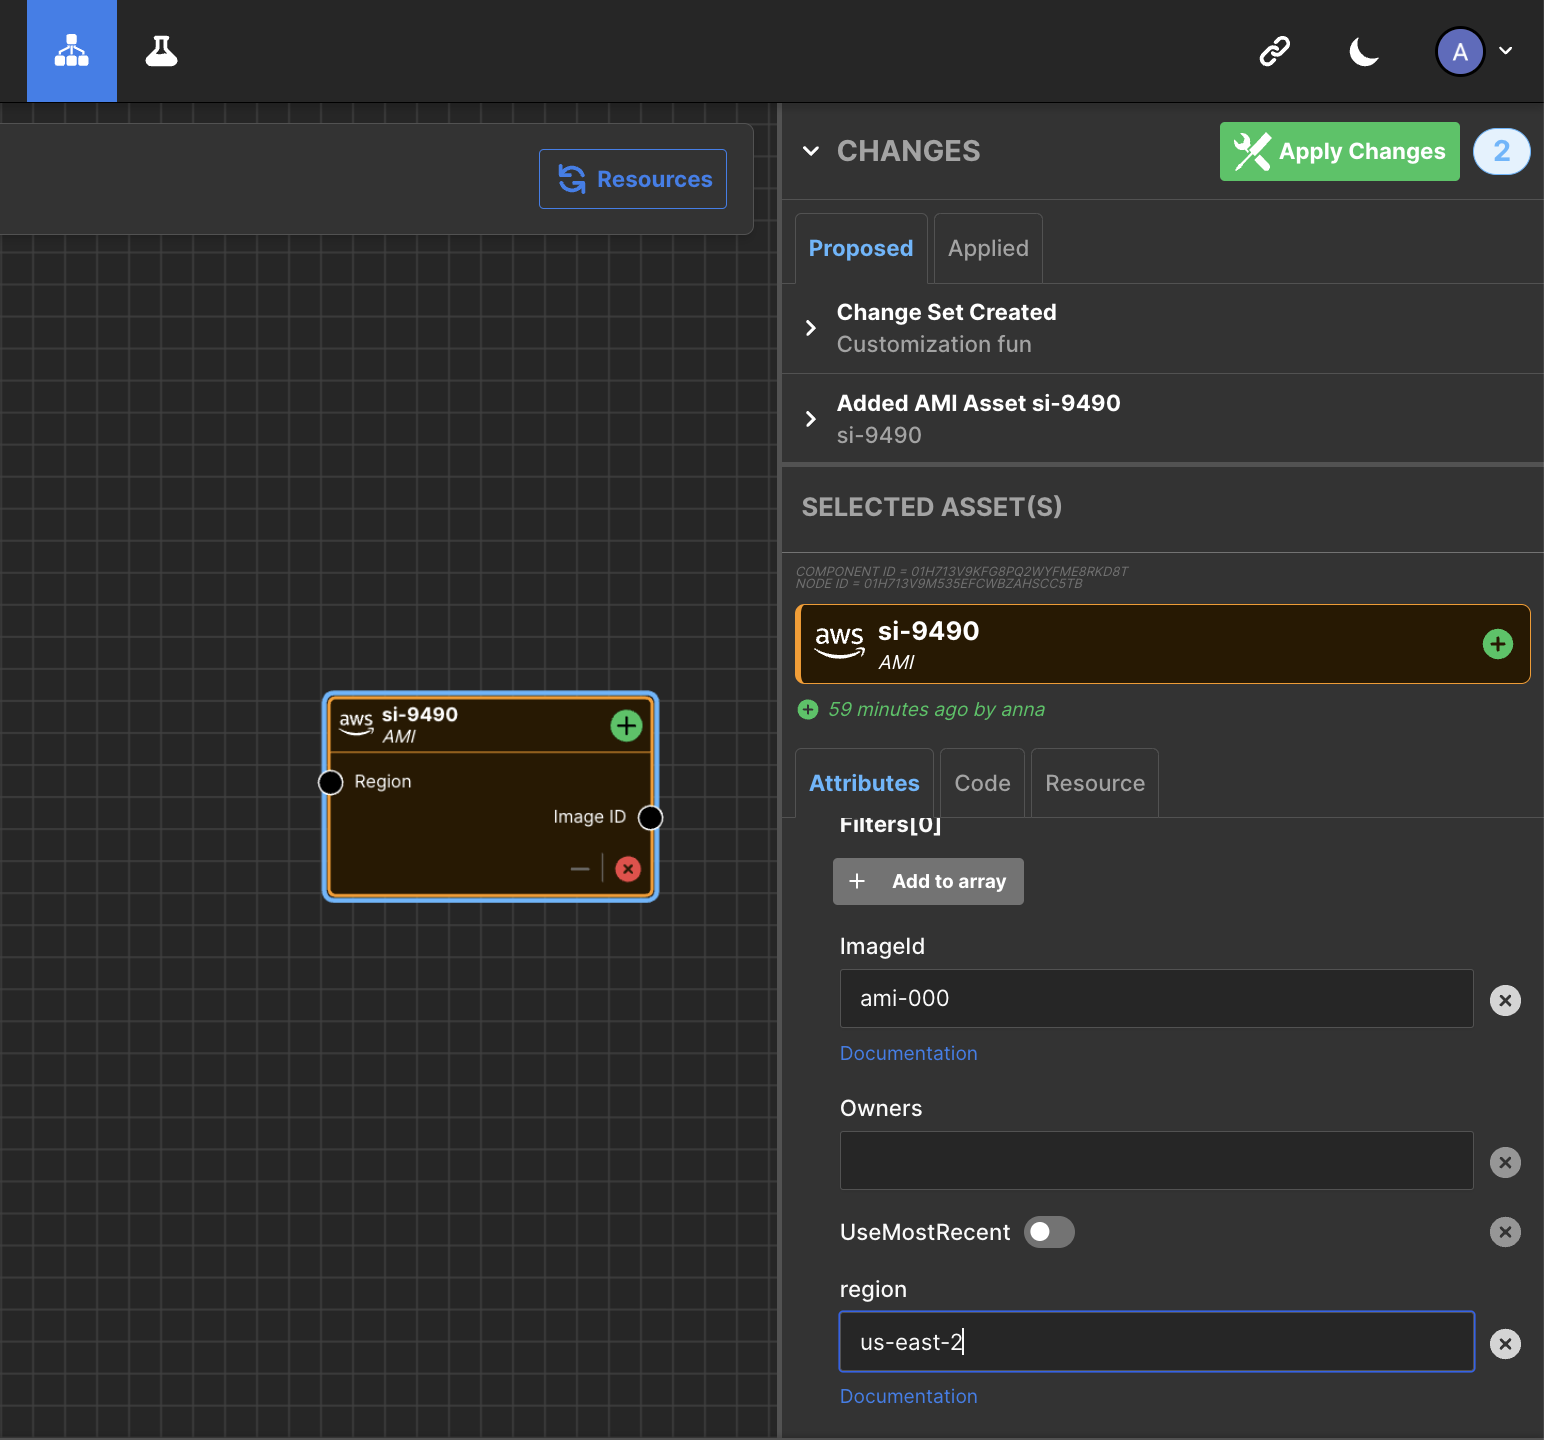 A
Resources
CHANGES
Apply Changes
2
Proposed
Applied
Change Set Created
Customization fun
Added AMI Asset si-9490
si-9490
SELECTED ASSET(S)
COMPONENT ID = 01H713V9KFG8PQ2WYFME8RKD8T
NODE ID = 01H713V9M535EFCWBZAHSCC5TB
aws
si-9490
AMI
59 minutes ago by anna
aws
si-9490
AMI
Region
Image ID
Attributes
Code
Resource
Filters[0]
Add to array
ImageId
ami-000
Documentation
Owners
UseMostRecent
region
us-east-2
Documentation